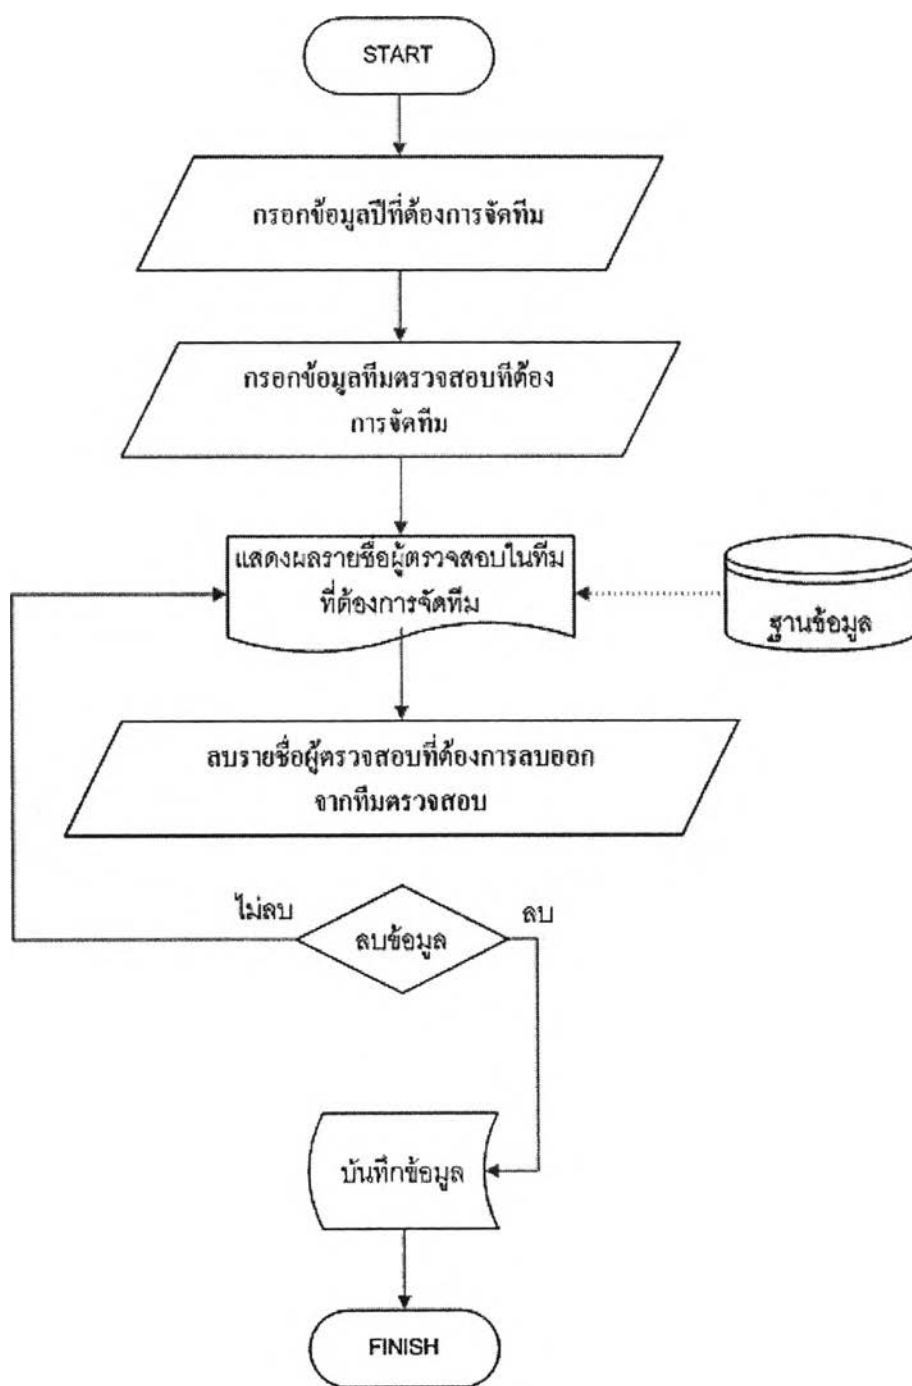 START
กรอกข้อมูลปีที่ต้องการจัดทีม
กรอกข้อมูลทีมตรวจสอบที่ต้อง
การจัดทีม
แสดงผลรายชื่อผู้ตรวจสอบในทีม
ที่ต้องการจัดทีม
ฐานข้อมูล
ลบรายชื่อผู้ตรวจสอบที่ต้องการลบออก
จากทีมตรวจสอบ
ไม่ลบ
ลบ
ลบข้อมูล
บันทึกข้อมูล
FINISH